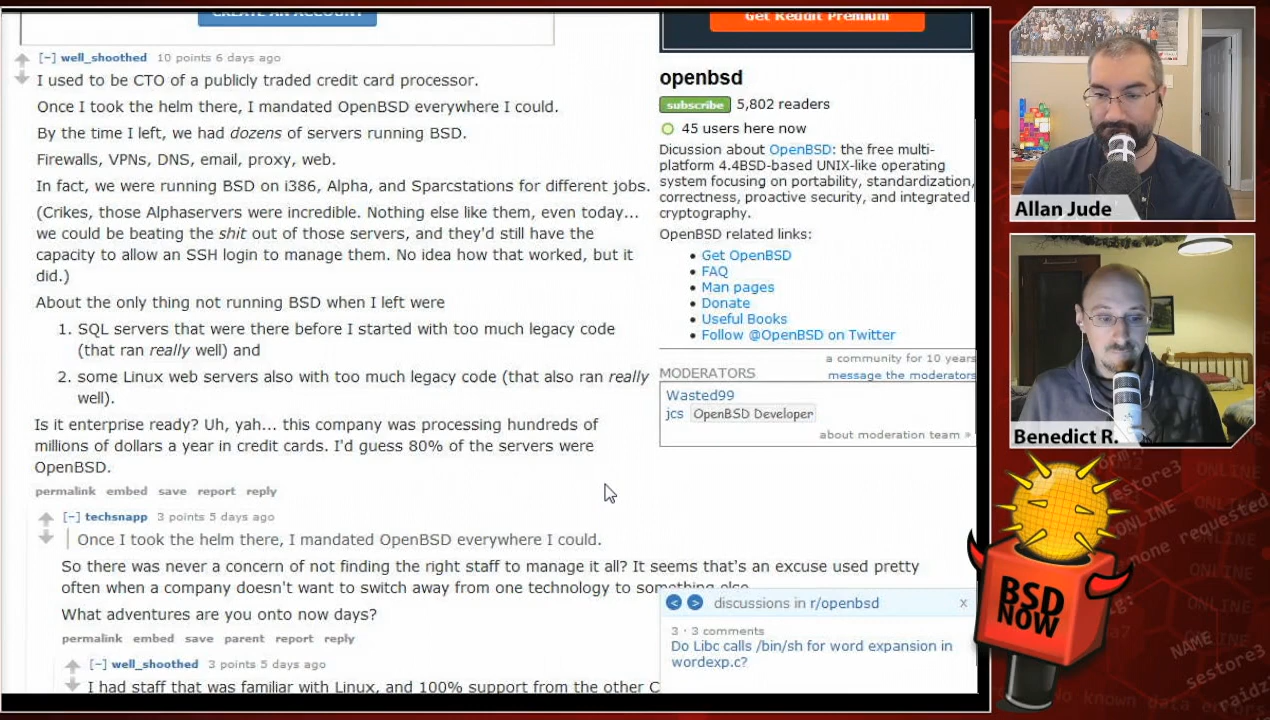 CREATE AN ACCOUNT
[-] well_shoothed 10 points 6 days ago
I used to be CTO of a publicly traded credit card processor.
Once I took the helm there, I mandated OpenBSD everywhere I could.
By the time I left, we had dozens of servers running BSD.
Firewalls, VPNs, DNS, email, proxy, web.
In fact, we were running BSD on i386, Alpha, and Sparcstations for different jobs.
(Crikes, those Alphaservers were incredible. Nothing else like them, even today...
we could be beating the shit out of those servers, and they'd still have the
capacity to allow an SSH login to manage them. No idea how that worked, but it
did.)
About the only thing not running BSD when I left were
1. SQL servers that were there before I started with too much legacy code
(that ran really well) and
2. some Linux web servers also with too much legacy code (that also ran really
well).
Is it enterprise ready? Uh, yah... this company was processing hundreds of
millions of dollars a year in credit cards. I'd guess 80% of the servers were
OpenBSD.
permalink embed save report reply
[-] techsnapp 3 points 5 days ago
Once I took the helm there, I mandated OpenBSD everywhere I could.
So there was never a concern of not finding the right staff to manage it all? It seems that's an excuse used pretty
often when a company doesn't want to switch away from one technology to something else.
What adventures are you onto now days?
permalink embed save parent report reply
[-] well_shoothed 3 points 5 days ago
I had staff that was familiar with Linux, and 100% support from the other C
Get Reddit Premium
openbsd
subscribe 5,802 readers
45 users here now
Dicussion about OpenBSD: the free multi-
platform 4.4BSD-based UNIX-like operating
system focusing on portability, standardization,
correctness, proactive security, and integrated
cryptography.
OpenBSD related links:
• Get OpenBSD
• FAQ
• Man pages
• Donate
• Useful Books
• Follow @OpenBSD on Twitter
a community for 10 years
message the moderators
MODERATORS
Wasted99
jcs OpenBSD Developer
about moderation team »
< > discussions in r/openbsd X
3 · 3 comments
Do Libc calls /bin/sh for word expansion in
wordexp.c?
Allan Jude
Benedict R.
BSD
NOW